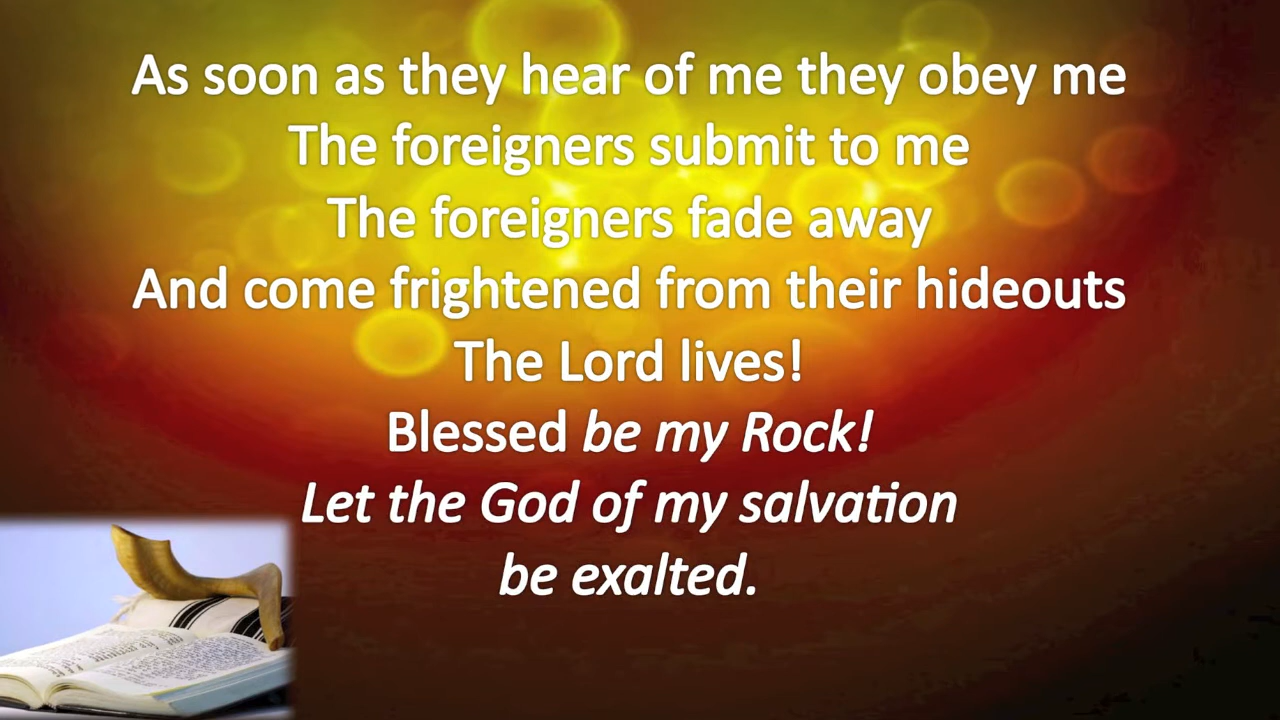 As soon as they hear of me they obey me
The foreigners submit to me
The foreigners fade away
And come frightened from their hideouts
The Lord lives!
Blessed be my Rock!
Let the God of my salvation
be exalted.